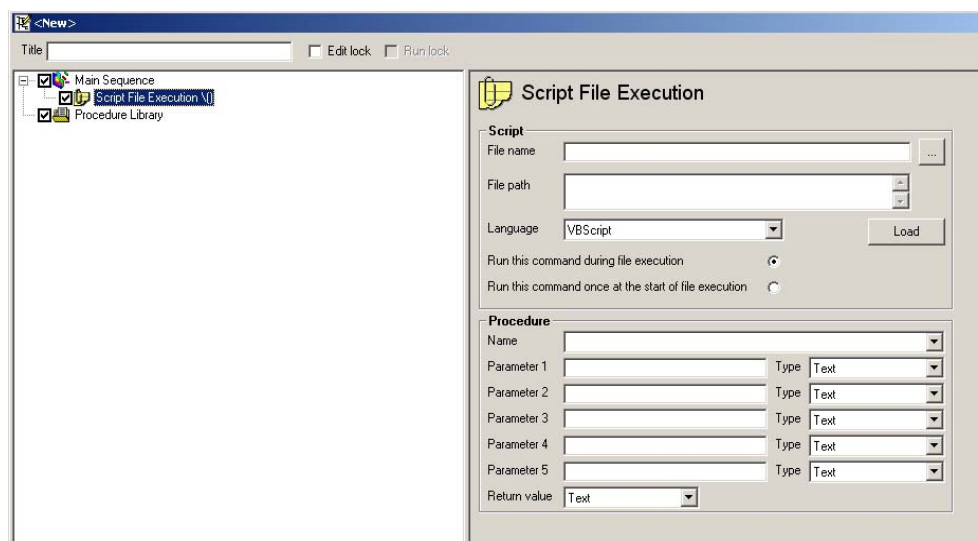 <New>
Title Edit lock Run lock
Main Sequence
Script File Execution \()
Procedure Library
Script File Execution
Script
File name ...
File path
Language VBScript Load
Run this command during file execution
Run this command once at the start of file execution
Procedure
Name
Parameter 1 Type Text
Parameter 2 Type Text
Parameter 3 Type Text
Parameter 4 Type Text
Parameter 5 Type Text
Return value Text